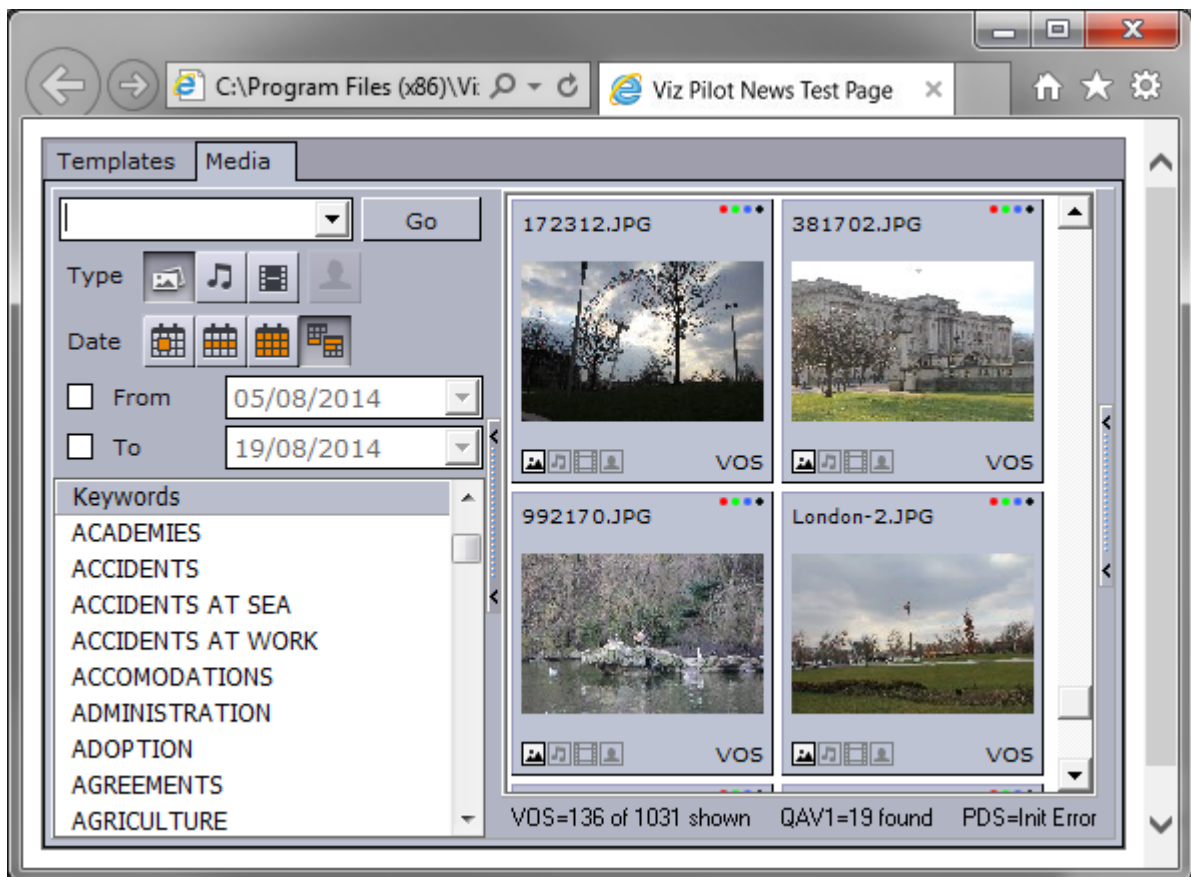 C:\Program Files (x86)\Vi:
Viz Pilot News Test Page
Templates
Media
Go
Type
Date
From
05/08/2014
To
19/08/2014
Keywords
ACADEMIES
ACCIDENTS
ACCIDENTS AT SEA
ACCIDENTS AT WORK
ACCOMODATIONS
ADMINISTRATION
ADOPTION
AGREEMENTS
AGRICULTURE
172312.JPG
VOS
381702.JPG
VOS
992170.JPG
VOS
London-2.JPG
VOS
VOS=136 of 1031 shown
QAV1=19 found
PDS=Init Error